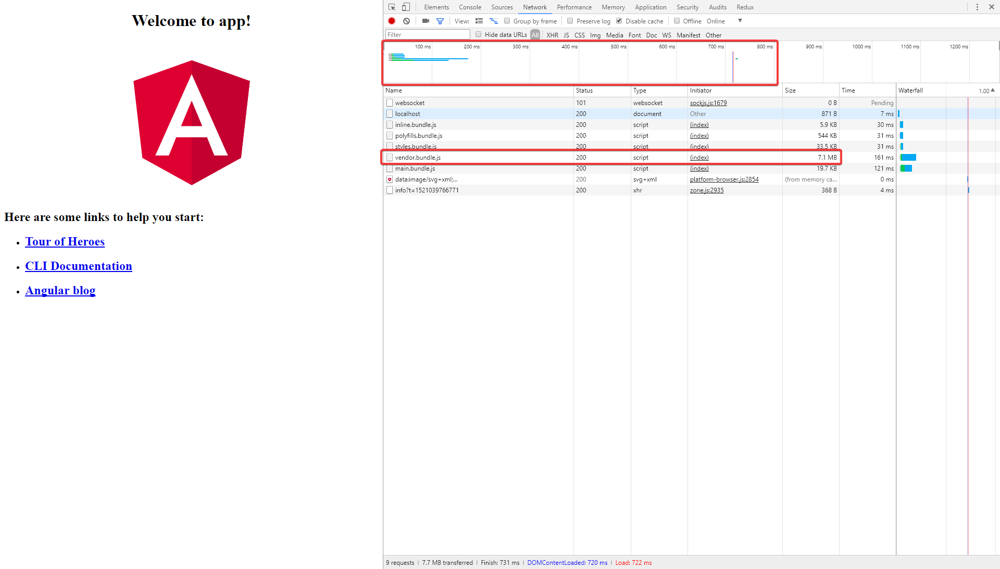 Welcome to app!
Here are some links to help you start:
Tour of Heroes
CLI Documentation
Angular blog
Elements Console Sources Network Performance Memory Application Security Audits Redux
View: Group by frame Preserve log Disable cache Offline Online
Filter Hide data URLs All XHR JS CSS Img Media Font Doc WS Manifest Other
100 ms 200 ms 300 ms 400 ms 500 ms 600 ms 700 ms 800 ms 900 ms 1000 ms 1100 ms 1200 ms
Name Status Type Initiator Size Time Waterfall 1.00
websocket 101 websocket sockjs.js:1679 0 B Pending
localhost 200 document Other 871 B 7 ms
inline.bundle.js 200 script (index) 5.9 KB 30 ms
polyfills.bundle.js 200 script (index) 544 KB 31 ms
styles.bundle.js 200 script (index) 33.5 KB 31 ms
vendor.bundle.js 200 script (index) 7.1 MB 161 ms
main.bundle.js 200 script (index) 19.7 KB 121 ms
data:image/svg+xml;... 200 svg+xml platform-browser.js:2854 (from memory ca... 0 ms
info?t=1521039766771 200 xhr zone.js:2935 368 B 4 ms
9 requests | 7.7 MB transferred | Finish: 731 ms | DOMContentLoaded: 720 ms | Load: 722 ms